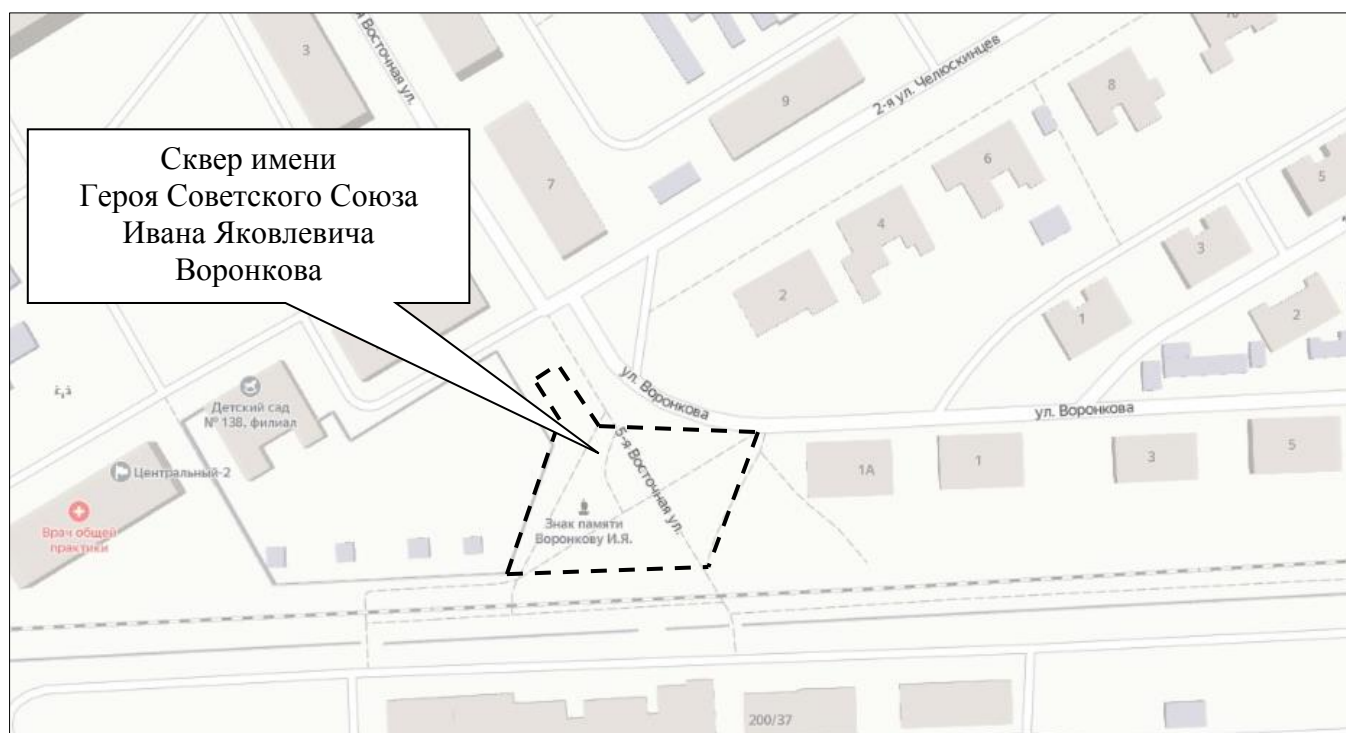 3
я Восточная ул.
9
2-я ул. Челюскинцев
8
7
6
5
4
3
Сквер имени
Героя Советского Союза
Ивана Яковлевича
Воронкова
2
1
2
ул. Воронкова
ул. Воронкова
Детский сад
№ 138, филиал
5-я Восточная ул.
Центральный-2
1А
1
3
5
Врач общей
практики
Знак памяти
Воронкову И.Я.
200/37